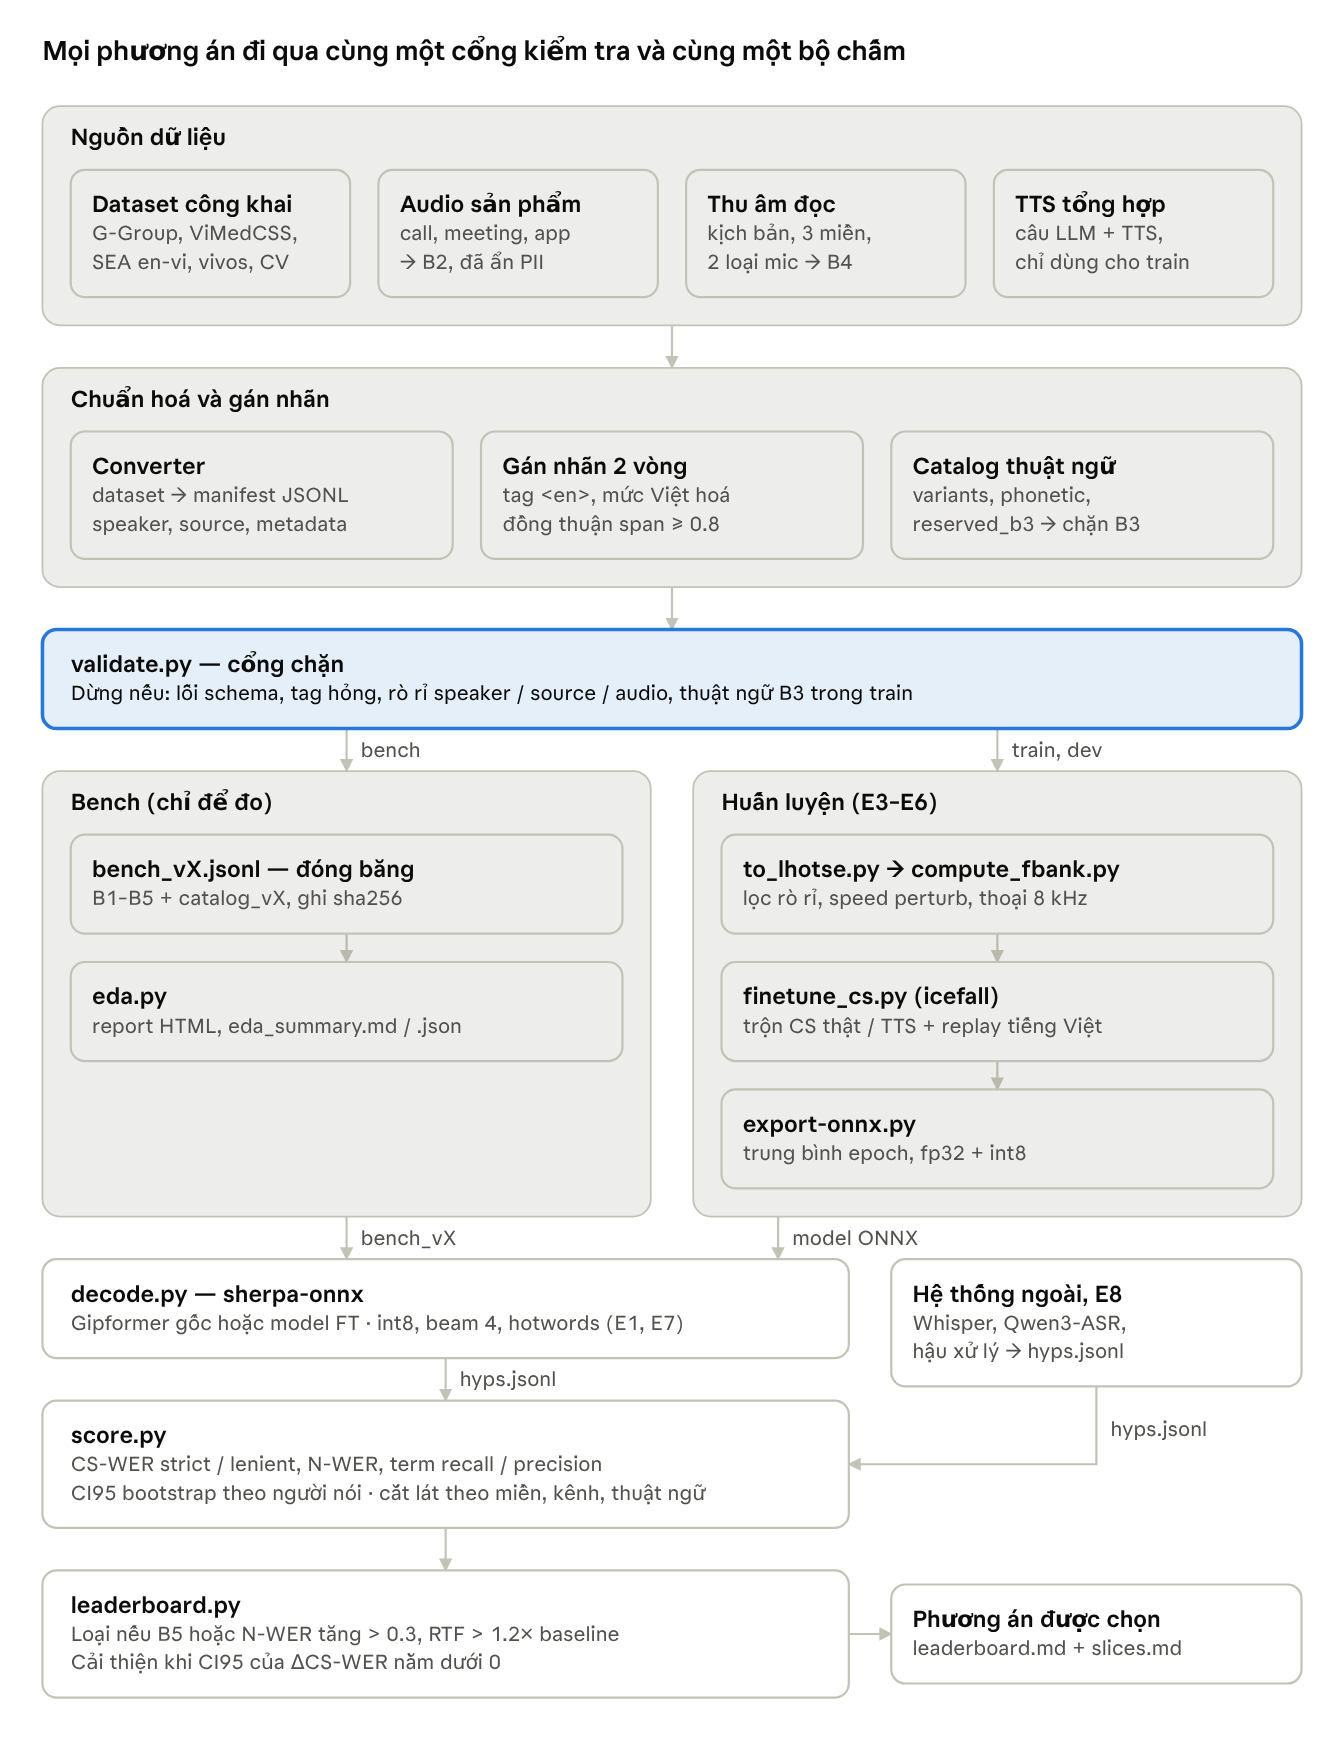 Mọi phương án đi qua cùng một cổng kiểm tra và cùng một bộ chấm
Nguồn dữ liệu
Dataset công khai
G-Group, ViMedCSS,
SEA en-vi, vivos, CV
Audio sản phẩm
call, meeting, app
→ B2, đã ẩn PII
Thu âm đọc
kịch bản, 3 miền,
2 loại mic → B4
TTS tổng hợp
câu LLM + TTS,
chỉ dùng cho train
Chuẩn hoá và gán nhãn
Converter
dataset → manifest JSONL
speaker, source, metadata
Gán nhãn 2 vòng
tag <en>, mức Việt hoá
đồng thuận span ≥ 0.8
Catalog thuật ngữ
variants, phonetic,
reserved_b3 → chặn B3
validate.py — cổng chặn
Dừng nếu: lỗi schema, tag hỏng, rò rỉ speaker / source / audio, thuật ngữ B3 trong train
bench
train, dev
Bench (chỉ để đo)
bench_vX.jsonl — đóng băng
B1-B5 + catalog_vX, ghi sha256
eda.py
report HTML, eda_summary.md / .json
Huấn luyện (E3-E6)
to_lhotse.py → compute_fbank.py
lọc rò rỉ, speed perturb, thoại 8 kHz
finetune_cs.py (icefall)
trộn CS thật / TTS + replay tiếng Việt
export-onnx.py
trung bình epoch, fp32 + int8
bench_vX
model ONNX
decode.py — sherpa-onnx
Gipformer gốc hoặc model FT · int8, beam 4, hotwords (E1, E7)
Hệ thống ngoài, E8
Whisper, Qwen3-ASR,
hậu xử lý → hyps.jsonl
hyps.jsonl
hyps.jsonl
score.py
CS-WER strict / lenient, N-WER, term recall / precision
CI95 bootstrap theo người nói · cắt lát theo miền, kênh, thuật ngữ
leaderboard.py
Loại nếu B5 hoặc N-WER tăng > 0.3, RTF > 1.2× baseline
Cải thiện khi CI95 của ΔCS-WER nằm dưới 0
Phương án được chọn
leaderboard.md + slices.md